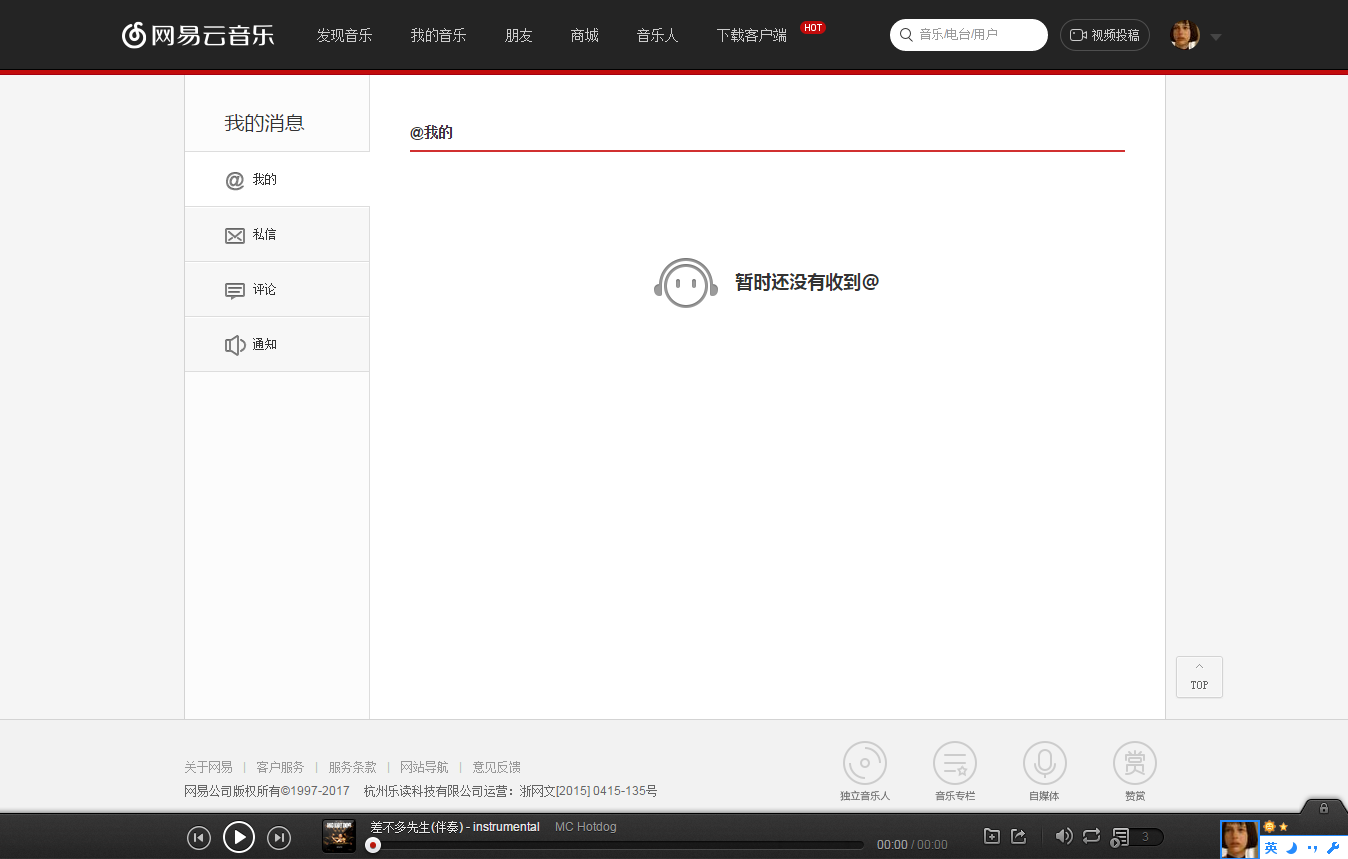 网易云音乐
发现音乐 我的音乐 朋友 商城 音乐人 下载客户端 HOT
音乐/电台/用户
视频投稿
我的消息
@我的
@ 我的
私信
评论
通知
暂时还没有收到@
TOP
关于网易 | 客户服务 | 服务条款 | 网站导航 | 意见反馈
网易公司版权所有©1997-2017 杭州乐读科技有限公司运营：浙网文[2015] 0415-135号
独立音乐人 音乐专栏 自媒体 赞赏
赏
差不多先生(伴奏) - instrumental MC Hotdog
00:00 / 00:00
3
英